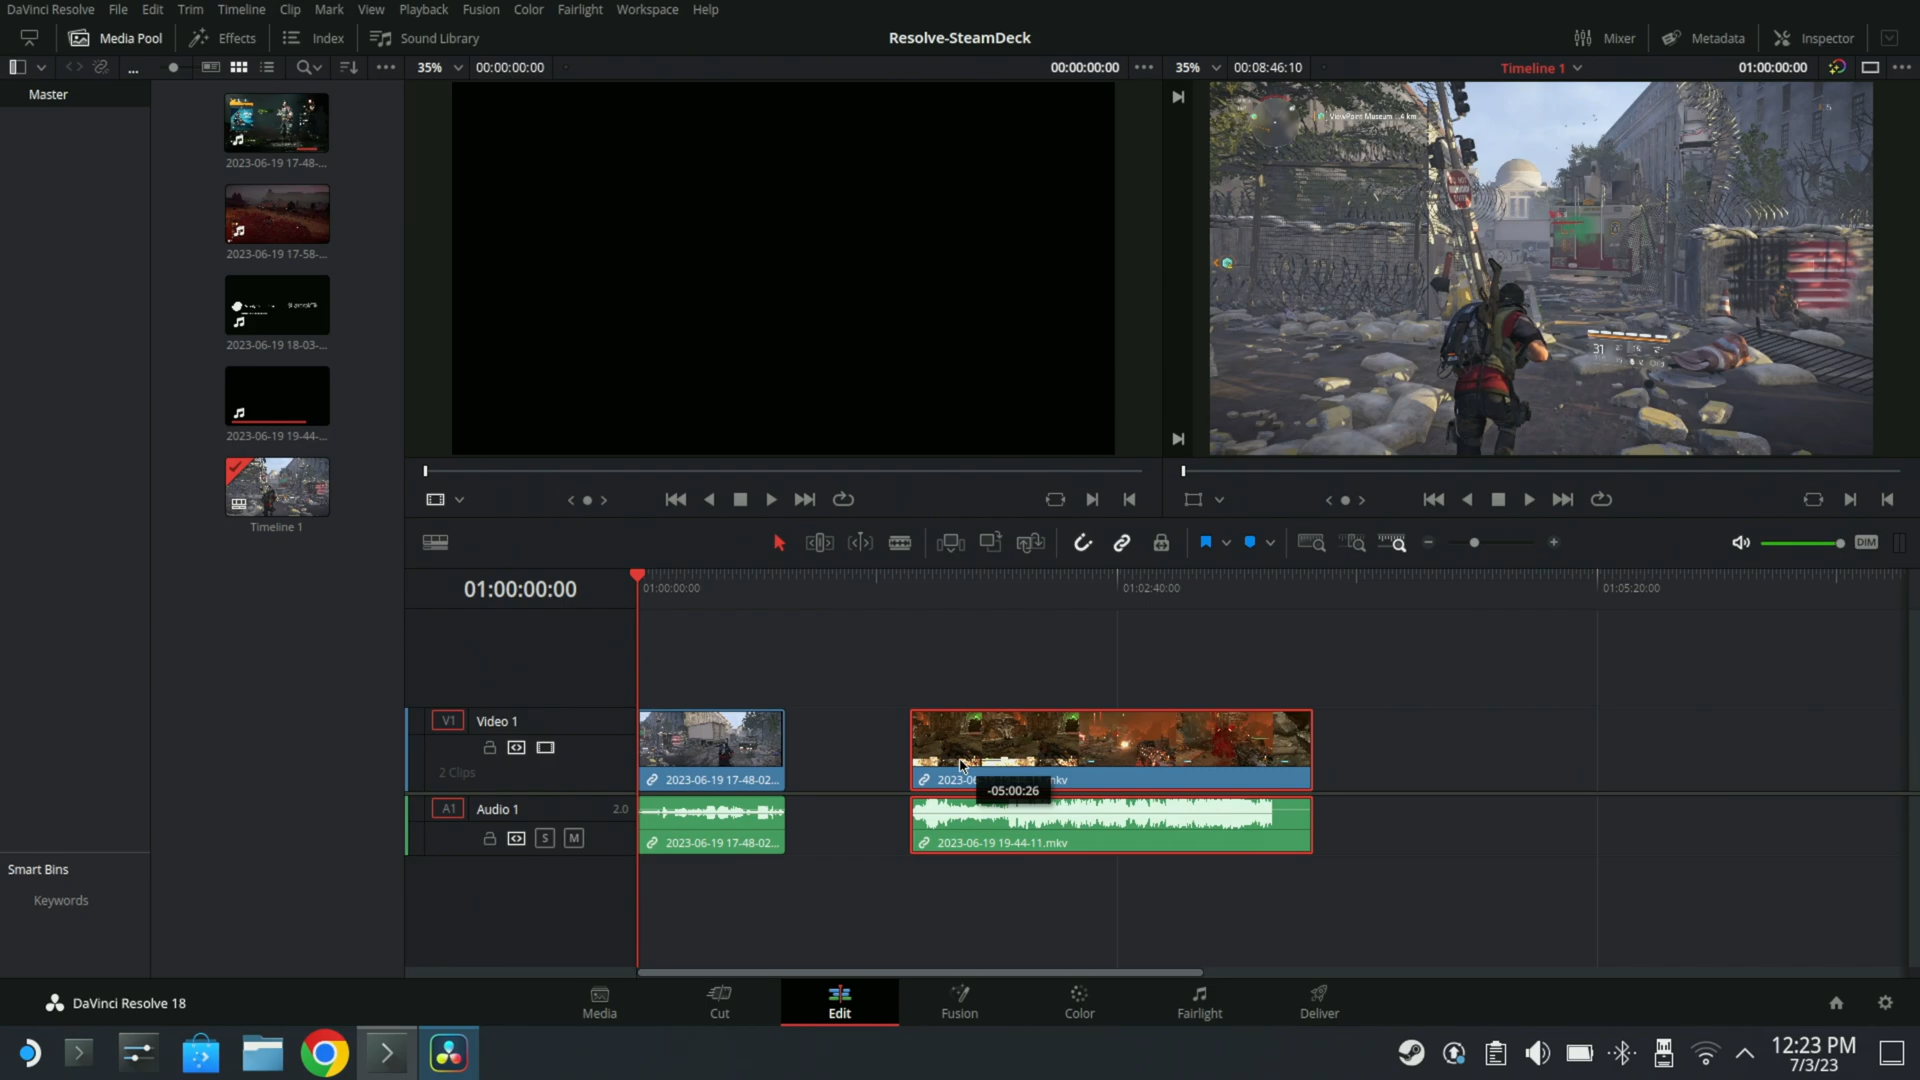 DaVinci Resolve File Edit Trim Timeline Clip Mark View Playback Fusion Color Fairlight Workspace Help
Media Pool Effects Index Sound Library Resolve-SteamDeck Mixer Metadata Inspector
35% 00:00:00:00 00:00:00:00 35% 00:08:46:10 Timeline 1 01:00:00:00
Master
2023-06-19 17-48-...
2023-06-19 17-58-...
2023-06-19 18-03-...
2023-06-19 19-44-...
Timeline 1
ViewPoint Museum
31
DIM
01:00:00:00
01:00:00:00 01:02:40:00 01:05:20:00
V1 Video 1
2 Clips
2023-06-19 17-48-02...
2023-06
mkv
-05:00:26
A1 Audio 1 2.0
S M
2023-06-19 17-48-02...
2023-06-19 19-44-11.mkv
Smart Bins
Keywords
DaVinci Resolve 18
Media Cut Edit Fusion Color Fairlight Deliver
12:23 PM
7/3/23